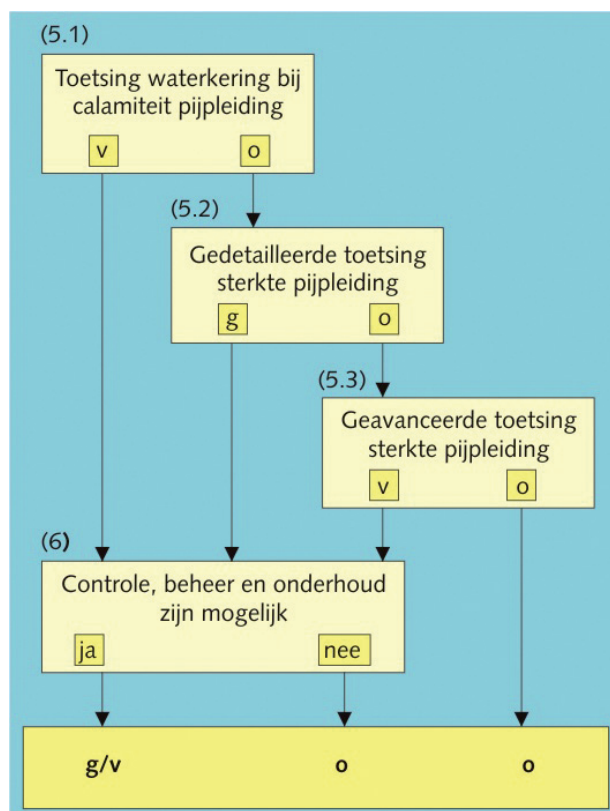 (5.1)
Toetsing waterkering bij
calamiteit pijpleiding
v o
(5.2)
Gedetailleerde toetsing
sterkte pijpleiding
g o
(5.3)
Geavanceerde toetsing
sterkte pijpleiding
v o
(6)
Controle, beheer en onderhoud
zijn mogelijk
ja nee
g/v o o